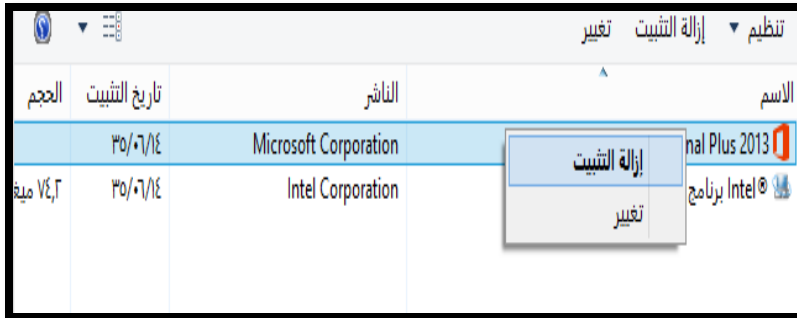 تنظيم إزالة التثبيت تغيير
الاسم الناشر تاريخ التثبيت الحجم
nal Plus 2013 Microsoft Corporation ٣٥/٠٦/١٤
إزالة التثبيت
Intel® برنامج Intel Corporation ٣٥/٠٦/١٤ ٧٤,٢ ميغ
تغيير